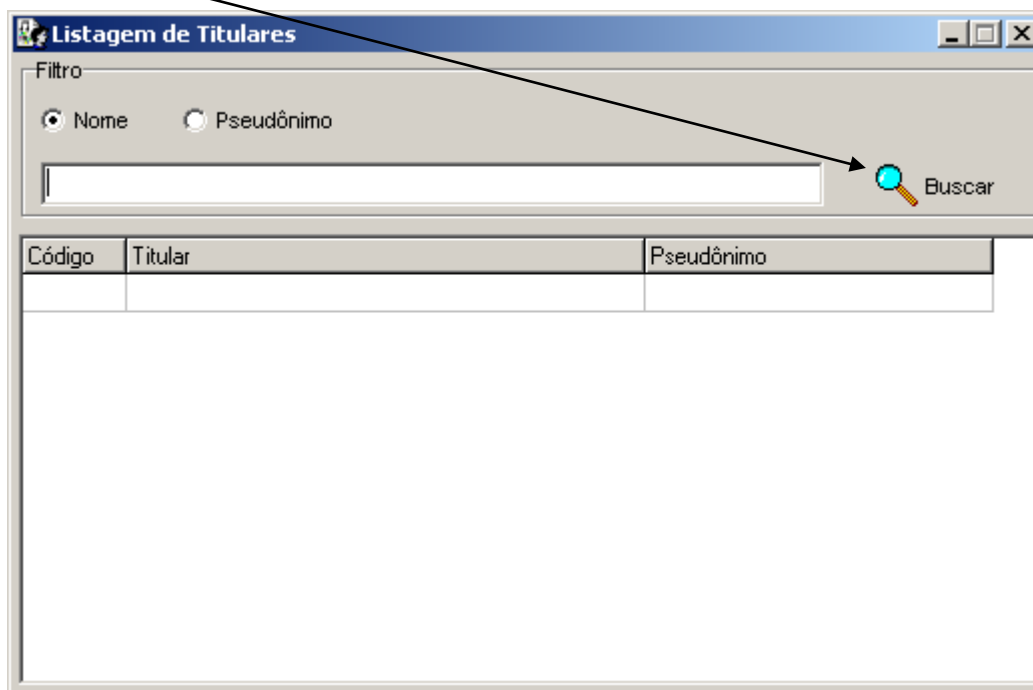 Listagem de Titulares
Filtro
Nome Pseudônimo
Buscar
Código Titular Pseudônimo